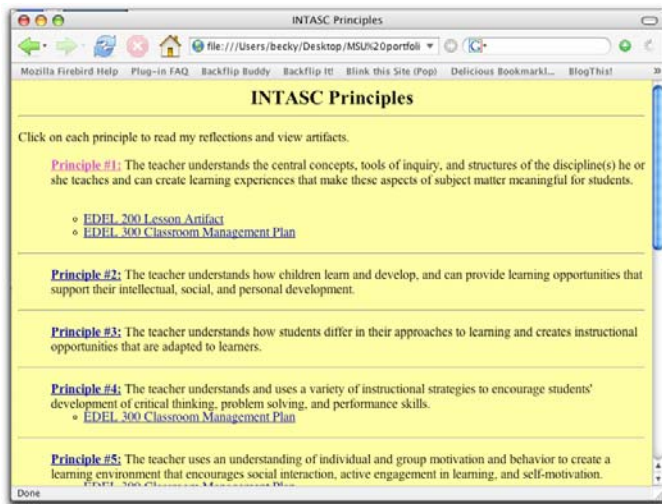 INTASC Principles
file:///Users/becky/Desktop/MSU%20portfoli
Mozilla Firebird Help Plug-in FAQ Backflip Buddy Backflip It! Blink this Site (Pop) Delicious Bookmarkl... BlogThis!
INTASC Principles
Click on each principle to read my reflections and view artifacts.
Principle #1: The teacher understands the central concepts, tools of inquiry, and structures of the discipline(s) he or
she teaches and can create learning experiences that make these aspects of subject matter meaningful for students.
EDEL 200 Lesson Artifact
EDEL 300 Classroom Management Plan
Principle #2: The teacher understands how children learn and develop, and can provide learning opportunities that
support their intellectual, social, and personal development.
Principle #3: The teacher understands how students differ in their approaches to learning and creates instructional
opportunities that are adapted to learners.
Principle #4: The teacher understands and uses a variety of instructional strategies to encourage students'
development of critical thinking, problem solving, and performance skills.
EDEL 300 Classroom Management Plan
Principle #5: The teacher uses an understanding of individual and group motivation and behavior to create a
learning environment that encourages social interaction, active engagement in learning, and self-motivation.
EDEL 300 Classroom Management Plan
Done